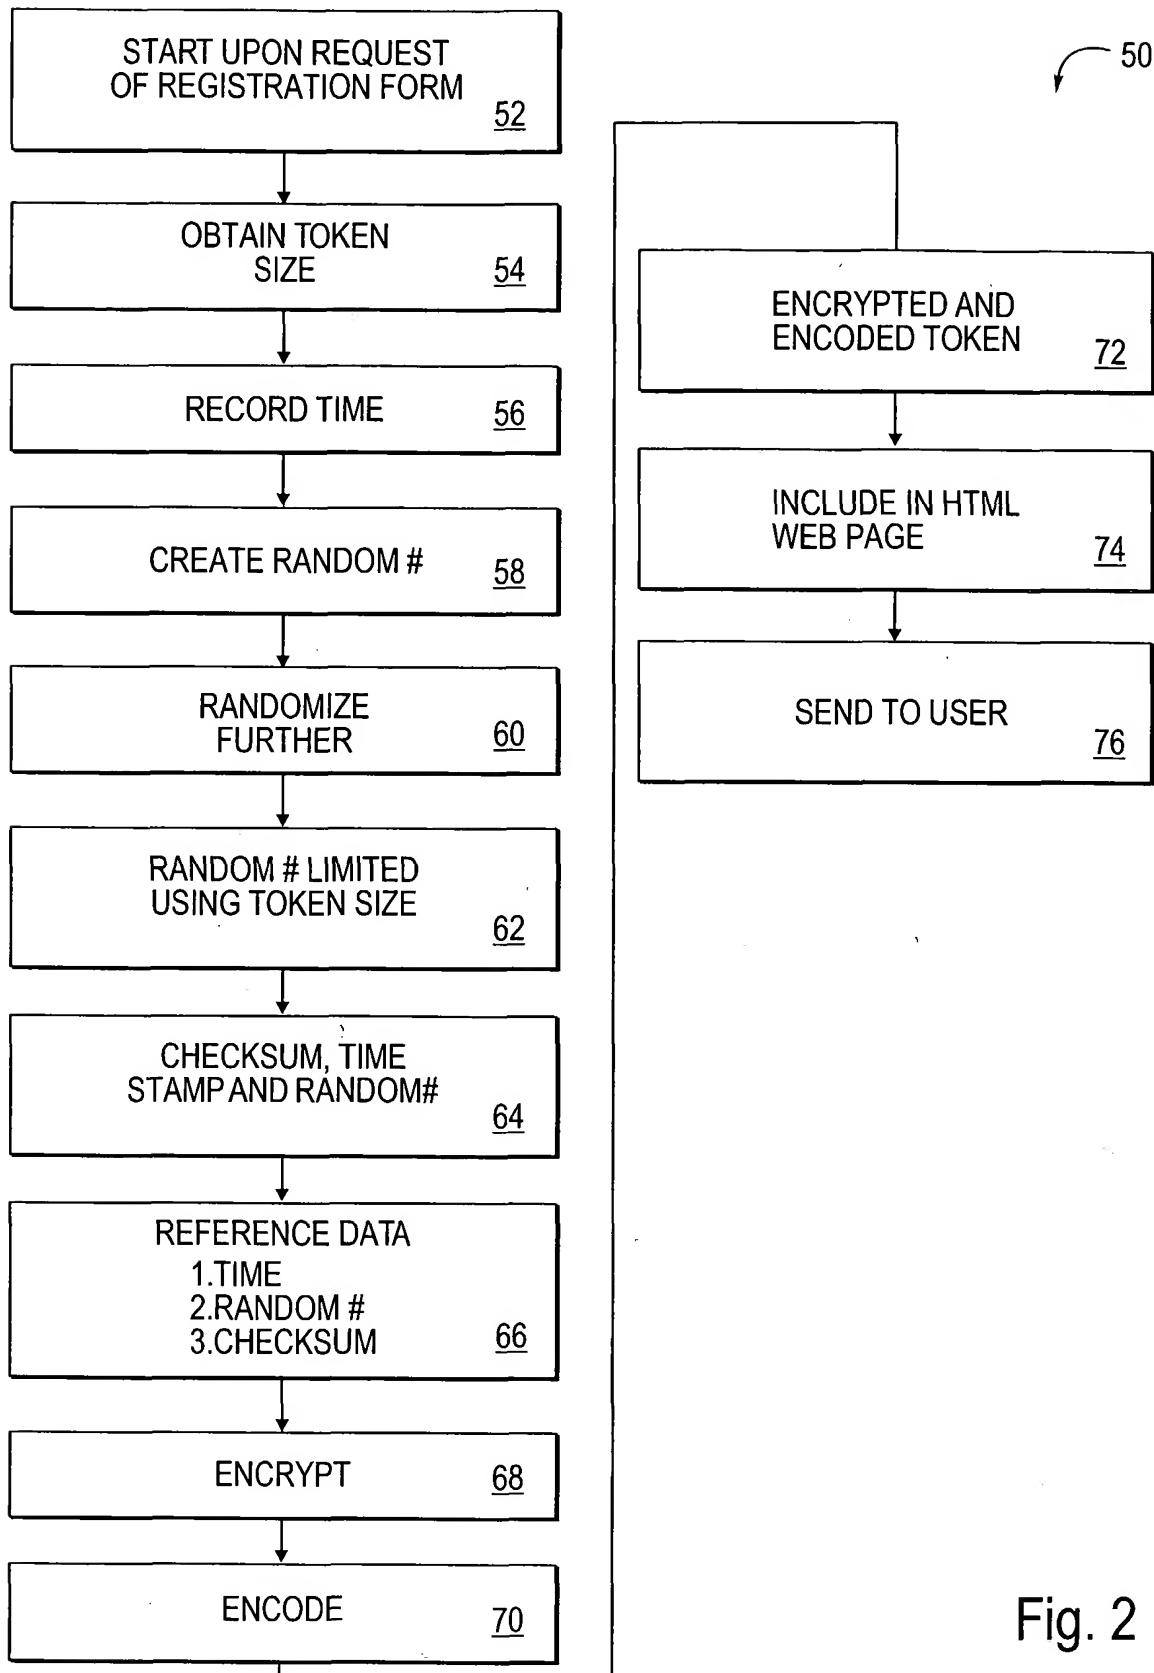 START UPON REQUEST
OF REGISTRATION FORM
52
OBTAIN TOKEN
SIZE
54
RECORD TIME
56
CREATE RANDOM #
58
RANDOMIZE
FURTHER
60
RANDOM # LIMITED
USING TOKEN SIZE
62
CHECKSUM, TIME
STAMP AND RANDOM#
64
REFERENCE DATA
1.TIME
2.RANDOM #
3.CHECKSUM
66
ENCRYPT
68
ENCODE
70
50
ENCRYPTED AND
ENCODED TOKEN
72
INCLUDE IN HTML
WEB PAGE
74
SEND TO USER
76
Fig. 2